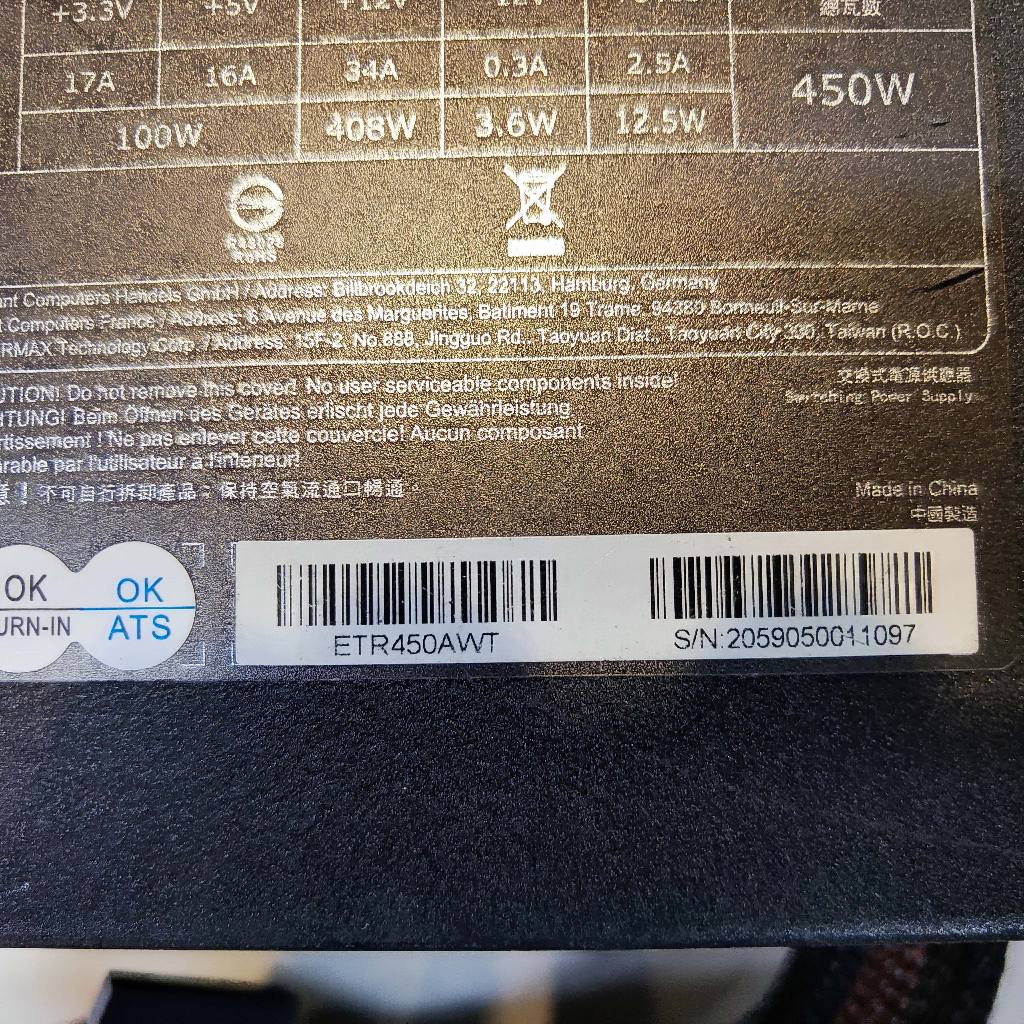 +3.3V +5V +12V -12V 總瓦數
17A 16A 34A 0.3A 2.5A 450W
100W 408W 3.6W 12.5W
RoHS
Computers Handels GmbH / Address: Billbrookdeich 32, 22113, Hamburg, Germany
Computers France / Address: 6 Avenue des Marguerites, Batiment 19 Trame, 94380 Bonneuil-Sur-Marne
RMAX Technology Corp. / Address: 15F-2, No.888, Jingguo Rd., Taoyuan Dist., Taoyuan City 330, Taiwan (R.O.C.)
UTION! Do not remove this cover! No user serviceable components inside!
HTUNG! Beim Öffnen des Gerätes erlischt jede Gewährleistung
rtissement ! Ne pas enlever cette couvercle! Aucun composant
arable par l'utilisateur à l'intérieur!
意！不可自行拆卸產品，保持空氣流通口暢通。
交換式電源供應器
Switching Power Supply
Made in China
中國製造
OK
URN-IN
OK
ATS
ETR450AWT
S/N:2059050011097